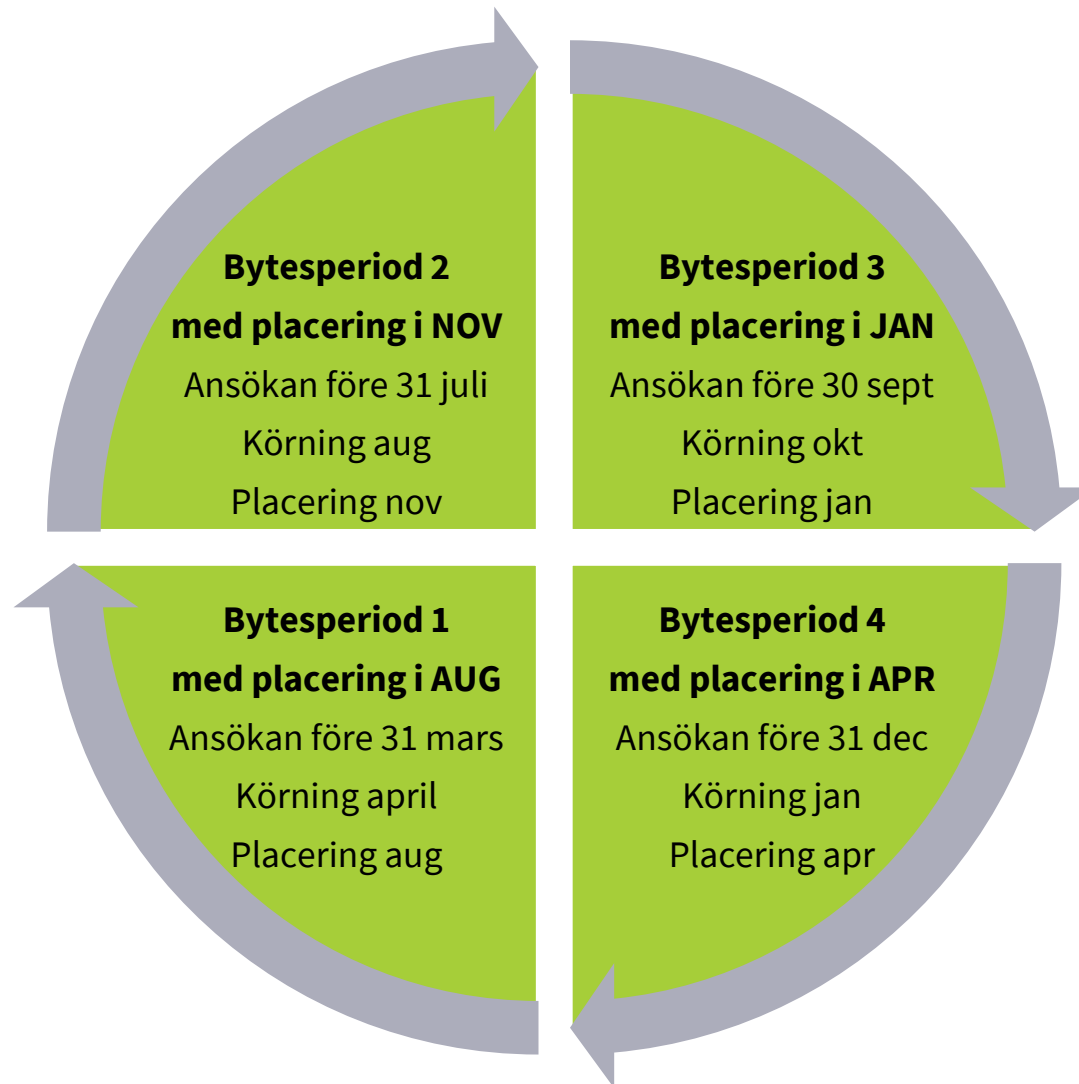 Bytesperiod 2
med placering i NOV
Ansökan före 31 juli
Körning aug
Placering nov
Bytesperiod 3
med placering i JAN
Ansökan före 30 sept
Körning okt
Placering jan
Bytesperiod 1
med placering i AUG
Ansökan före 31 mars
Körning april
Placering aug
Bytesperiod 4
med placering i APR
Ansökan före 31 dec
Körning jan
Placering apr